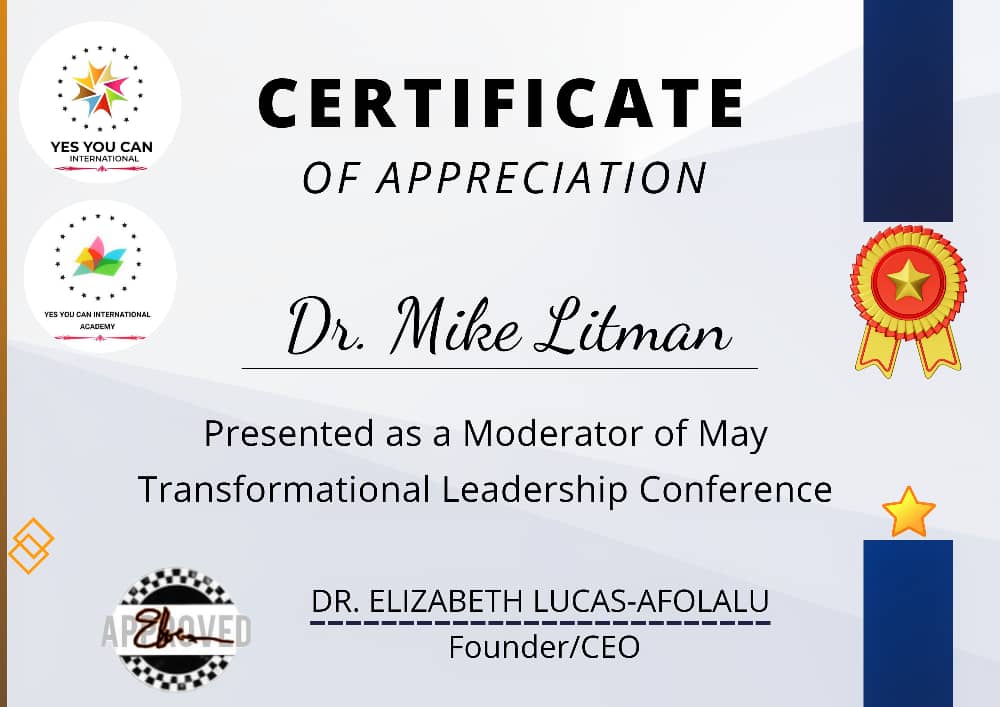 YES YOU CAN
INTERNATIONAL
YES YOU CAN INTERNATIONAL
ACADEMY
CERTIFICATE
OF APPRECIATION
Dr. Mike Litman
Presented as a Moderator of May
Transformational Leadership Conference
APPROVED
DR. ELIZABETH LUCAS-AFOLALU
Founder/CEO